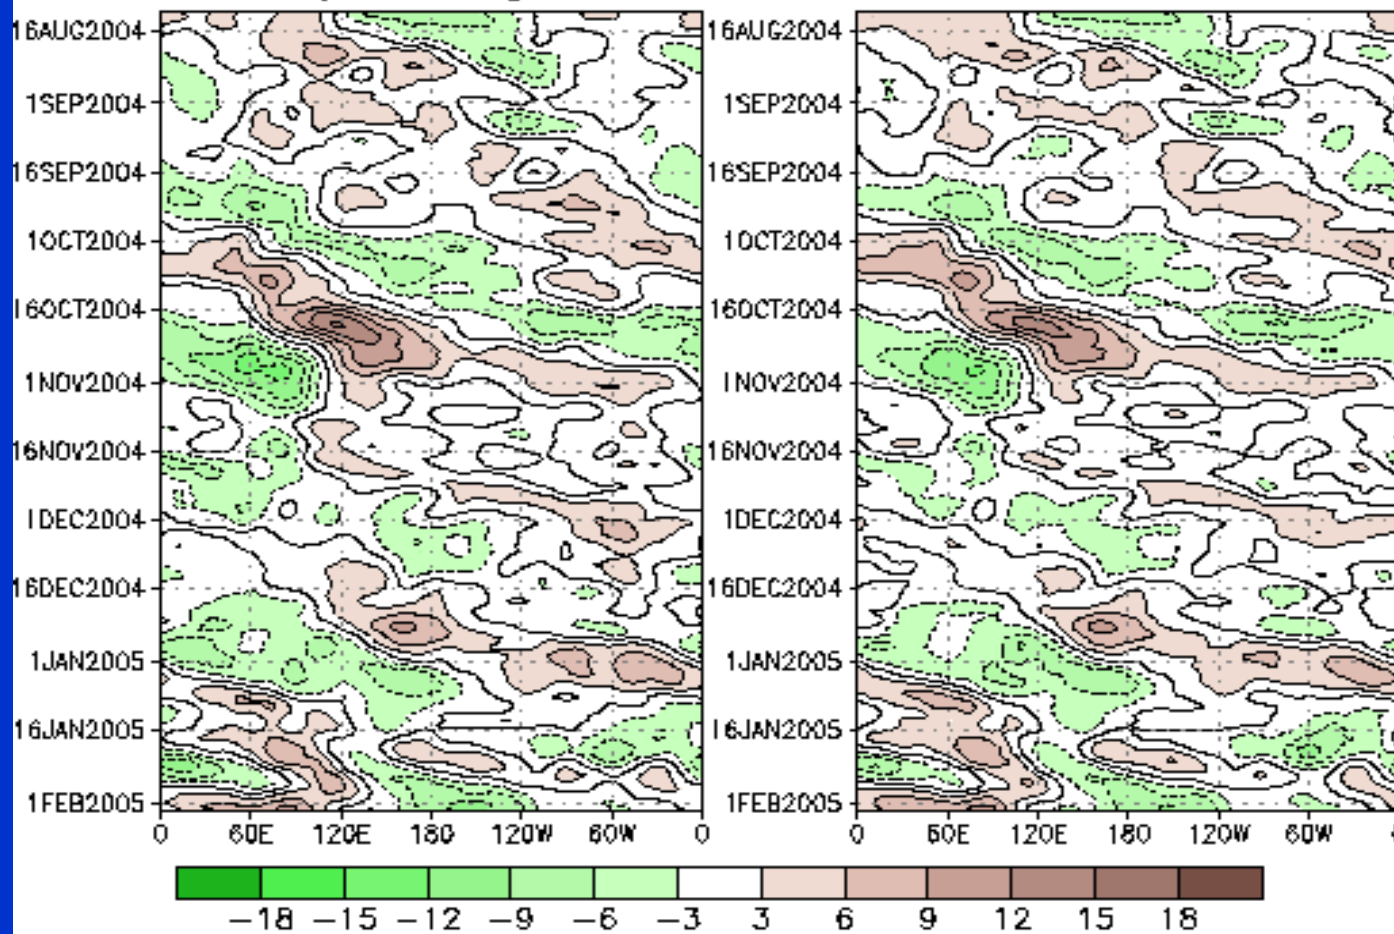 16AUG2004 16AUG2004
1SEP2004 1SEP2004
16SEP2004 16SEP2004
1OCT2004 1OCT2004
16OCT2004 16OCT2004
1NOV2004 1NOV2004
16NOV2004 16NOV2004
1DEC2004 1DEC2004
16DEC2004 16DEC2004
1JAN2005 1JAN2005
16JAN2005 16JAN2005
1FEB2005 1FEB2005
0 60E 120E 180 120W 60W 0 0 60E 120E 180 120W 60W
-18 -15 -12 -9 -6 -3 3 6 9 12 15 18